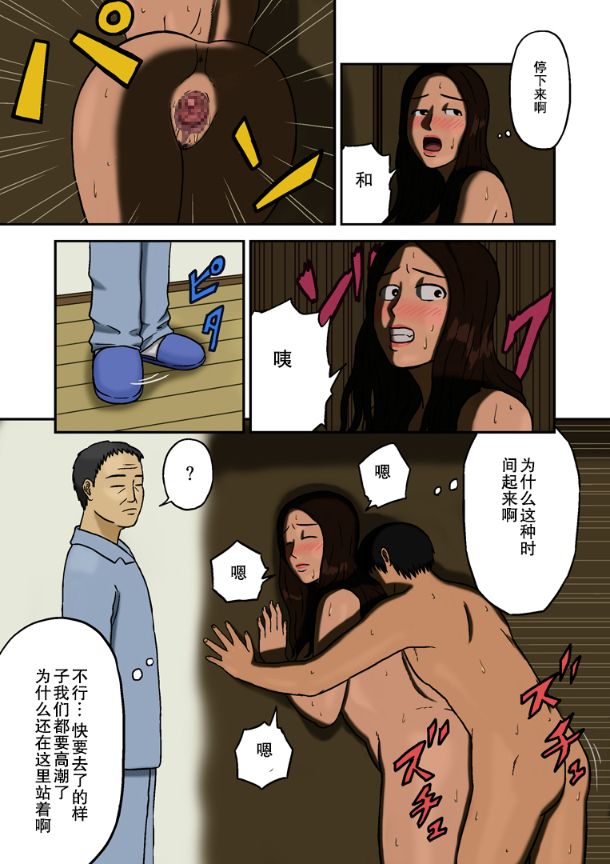 停下来啊
和
ズ
ク
咦
ピタ
为什么这种时
间起来啊
嗯
？
嗯
嗯
不行…快要去了的样
子我们都要高潮了
为什么还在这里站着啊
ズチュ
ズチュ